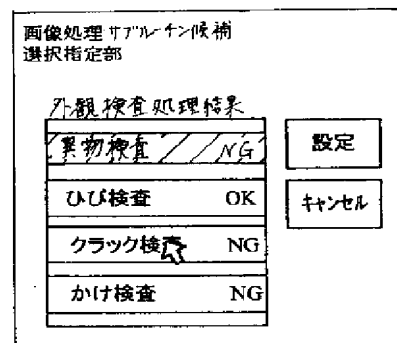 画像処理サブルーチン候補
選択指定部
外観検査処理結果
異物検査 NG
設定
ひび検査 OK
キャンセル
クラック検査 NG
かけ検査 NG